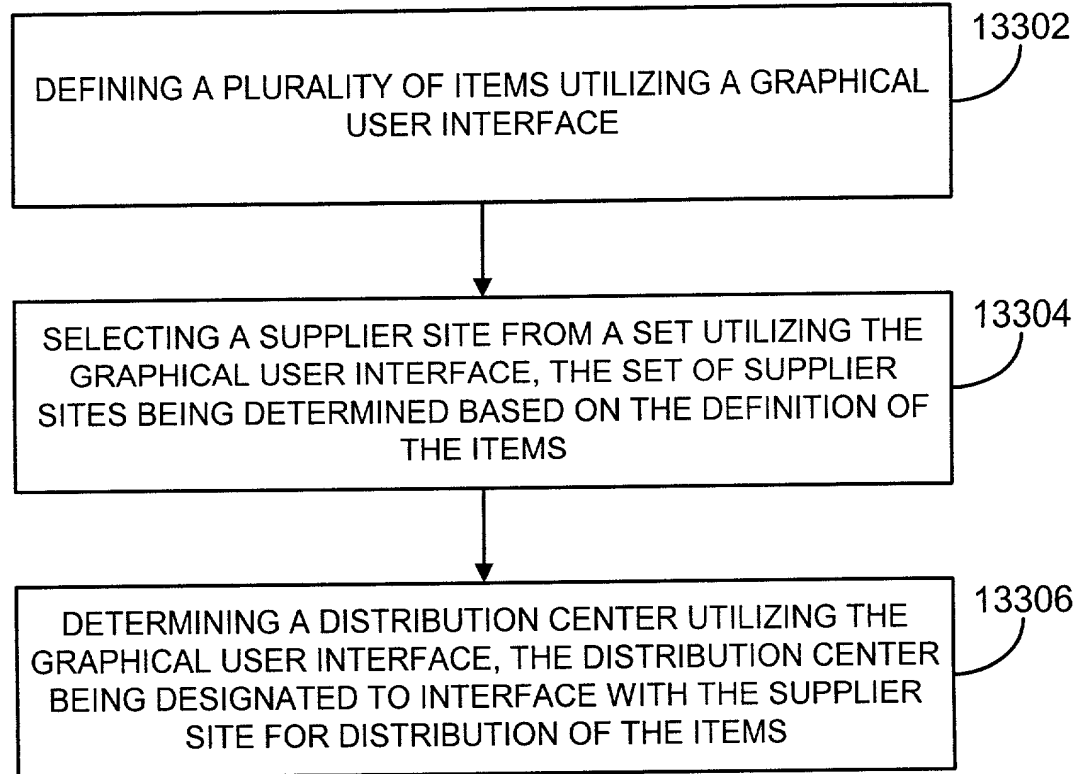 13302
DEFINING A PLURALITY OF ITEMS UTILIZING A GRAPHICAL
USER INTERFACE
13304
SELECTING A SUPPLIER SITE FROM A SET UTILIZING THE
GRAPHICAL USER INTERFACE, THE SET OF SUPPLIER
SITES BEING DETERMINED BASED ON THE DEFINITION OF
THE ITEMS
13306
DETERMINING A DISTRIBUTION CENTER UTILIZING THE
GRAPHICAL USER INTERFACE, THE DISTRIBUTION CENTER
BEING DESIGNATED TO INTERFACE WITH THE SUPPLIER
SITE FOR DISTRIBUTION OF THE ITEMS